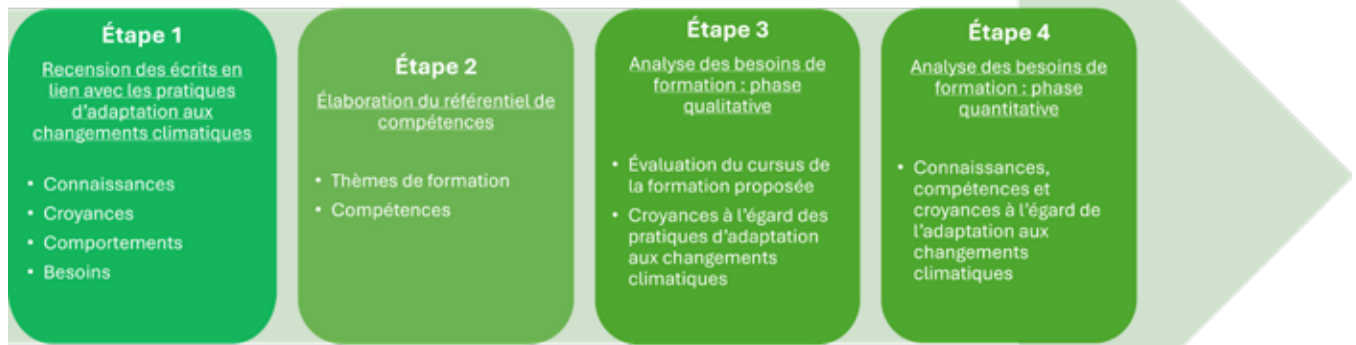 Étape 1
Recension des écrits en
lien avec les pratiques
d'adaptation aux
changements climatiques
• Connaissances
• Croyances
• Comportements
• Besoins
Étape 2
Élaboration du référentiel de
compétences
• Thèmes de formation
• Compétences
Étape 3
Analyse des besoins de
formation : phase
qualitative
• Évaluation du cursus de
la formation proposée
• Croyances à l'égard des
pratiques d'adaptation
aux changements
climatiques
Étape 4
Analyse des besoins de
formation : phase
quantitative
• Connaissances,
compétences et
croyances à l'égard de
l'adaptation aux
changements
climatiques